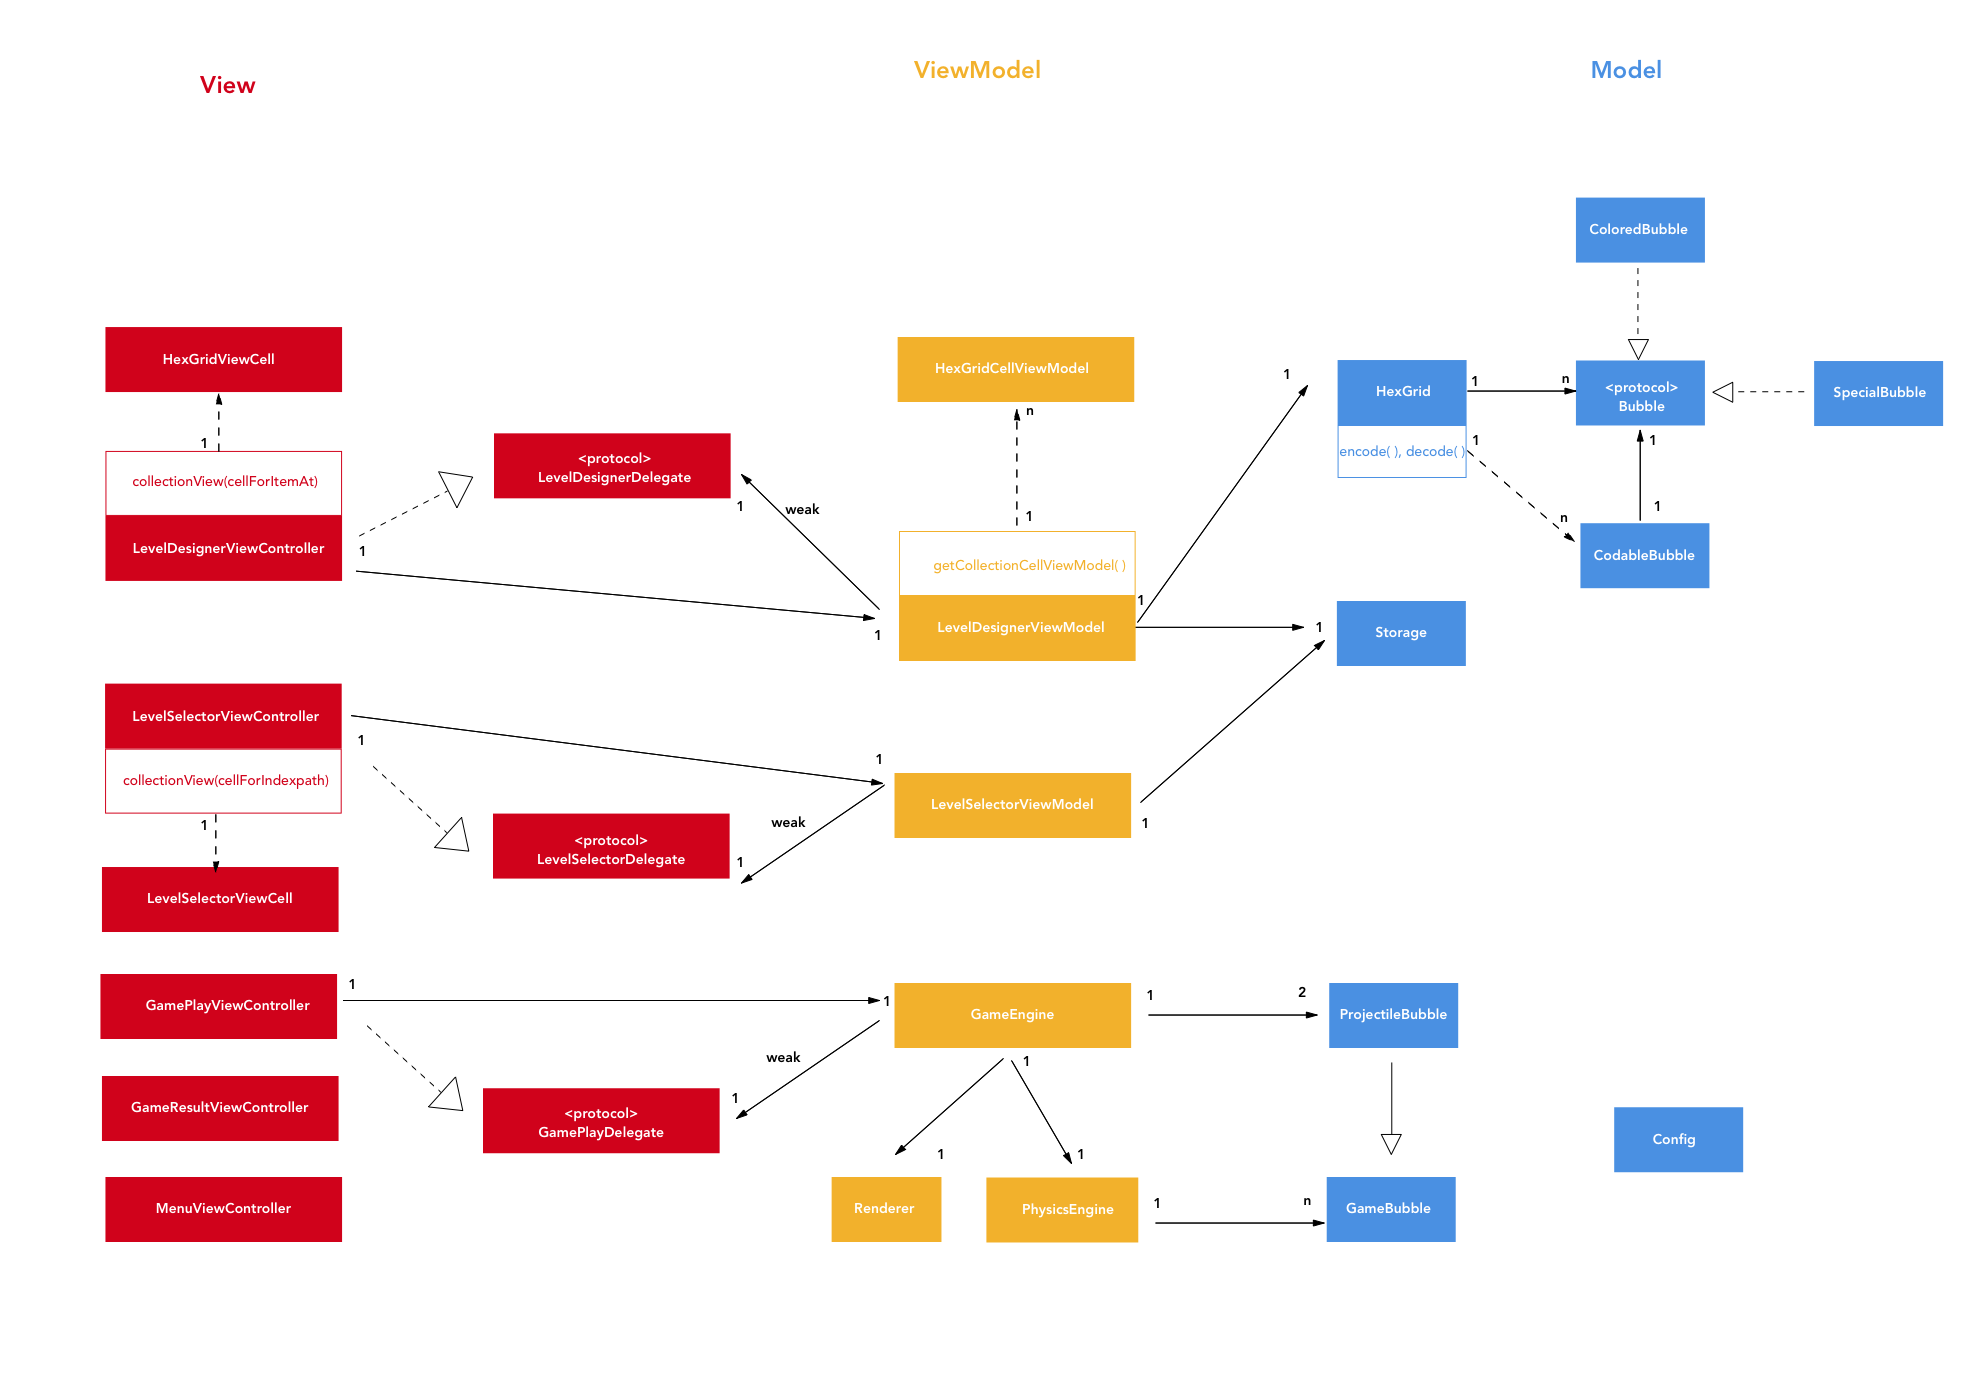 View
ViewModel
Model
ColoredBubble
HexGridViewCell
HexGridCellViewModel
1
HexGrid
1
n
<protocol>
Bubble
SpecialBubble
n
1
1
1
encode( ), decode( )
collectionView(cellForItemAt)
<protocol>
LevelDesignerDelegate
1
weak
1
n
1
LevelDesignerViewController
1
CodableBubble
getCollectionCellViewModel( )
1
1
LevelDesignerViewModel
1
Storage
LevelSelectorViewController
1
1
collectionView(cellForIndexpath)
LevelSelectorViewModel
1
weak
1
1
<protocol>
LevelSelectorDelegate
LevelSelectorViewCell
1
GamePlayViewController
1
GameEngine
1
2
ProjectileBubble
weak
1
GameResultViewController
1
<protocol>
GamePlayDelegate
Config
1
1
MenuViewController
Renderer
PhysicsEngine
1
n
GameBubble